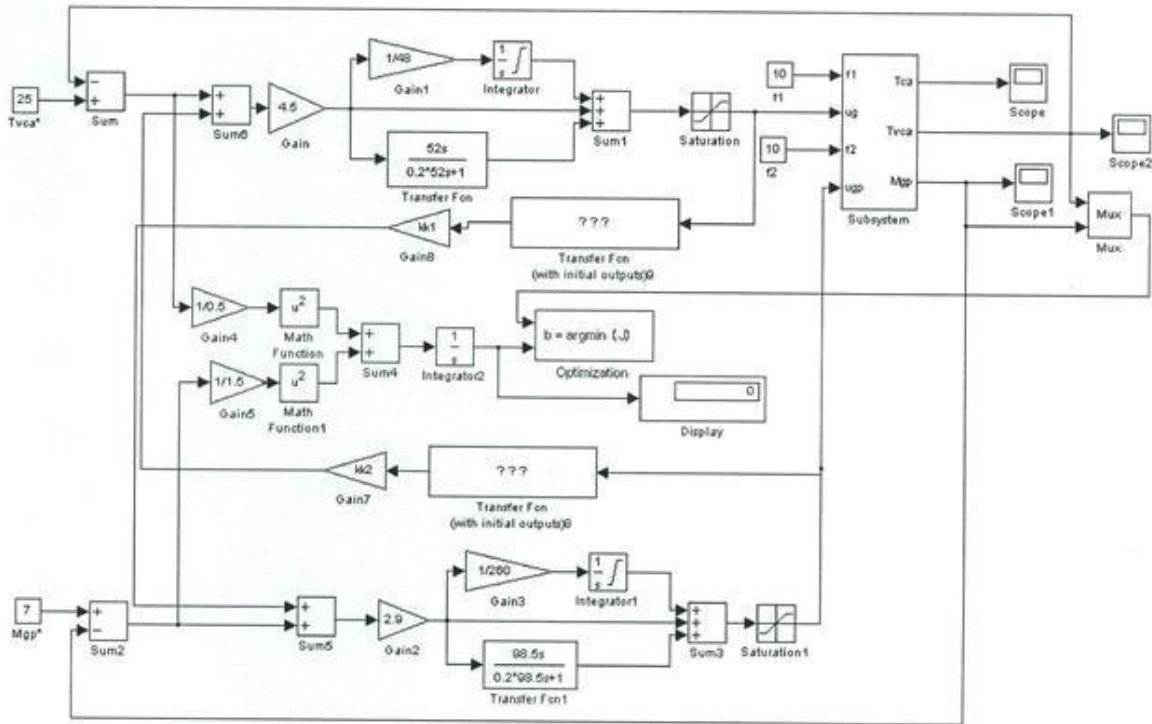 25
Tvca*
−
+
Sum
+
+
Sum6
4.5
Gain
1/48
Gain1
1
s
Integrator
52s
0.2*52s+1
Transfer Fcn
+
+
+
Sum1
Saturation
10
f1
10
f2
f1
ug
f2
ugp
Tca
Tvca
Mgp
Subsystem
Scope
Scope2
Scope1
Mux
Mux
kk1
Gain8
???
Transfer Fcn
(with initial outputs)9
1/0.5
Gain4
u2
Math
Function
1/1.5
Gain5
u2
Math
Function1
+
+
Sum4
1
s
Integrator2
b = argmin (J)
Optimization
0
Display
kk2
Gain7
???
Transfer Fcn
(with initial outputs)8
7
Mgp*
+
−
Sum2
+
+
Sum5
2.9
Gain2
1/260
Gain3
1
s
Integrator1
98.5s
0.2*98.5s+1
Transfer Fcn1
+
+
+
Sum3
Saturation1